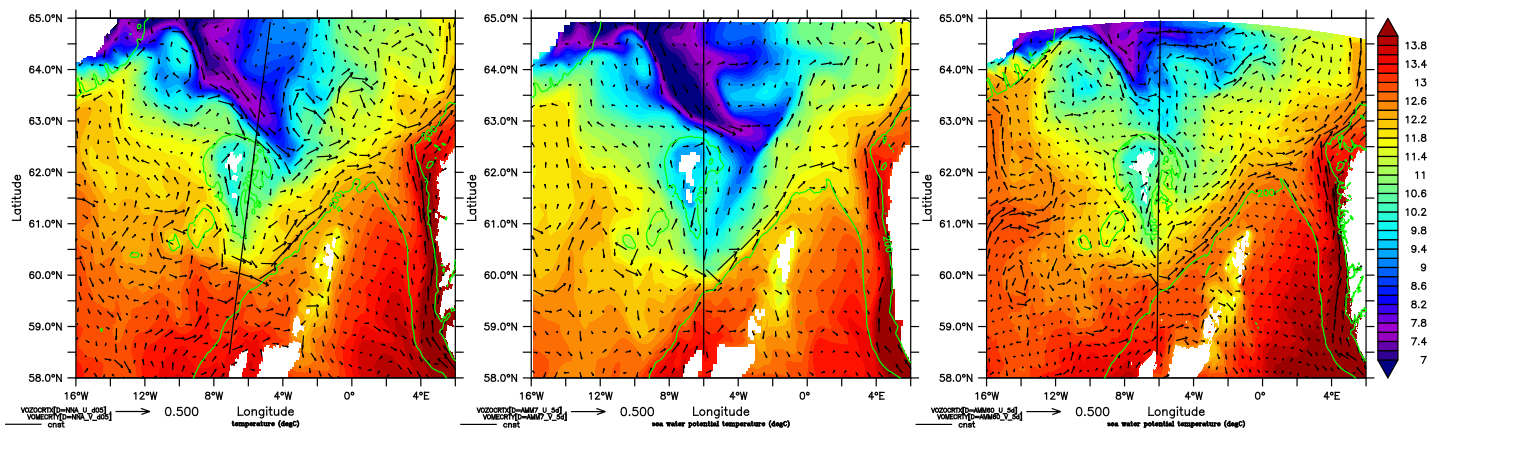 65.0°N
64.0°N
63.0°N
62.0°N
61.0°N
60.0°N
59.0°N
58.0°N
Latitude
16°W 12°W 8°W 4°W 0° 4°E
Longitude
VOZOCRTX[D=NNA_U_d05]
VOMECRTY[D=NNA_V_d05]
0.500
cnst
temperature (degC)
65.0°N
64.0°N
63.0°N
62.0°N
61.0°N
60.0°N
59.0°N
58.0°N
Latitude
16°W 12°W 8°W 4°W 0° 4°E
Longitude
VOZOCRTX[D=AMM7_U_5d]
VOMECRTY[D=AMM7_V_5d]
0.500
cnst
sea water potential temperature (degC)
65.0°N
64.0°N
63.0°N
62.0°N
61.0°N
60.0°N
59.0°N
58.0°N
Latitude
16°W 12°W 8°W 4°W 0° 4°E
Longitude
VOZOCRTX[D=AMM60_U_5d]
VOMECRTY[D=AMM60_V_5d]
0.500
cnst
sea water potential temperature (degC)
13.8
13.4
13
12.6
12.2
11.8
11.4
11
10.6
10.2
9.8
9.4
9
8.6
8.2
7.8
7.4
7